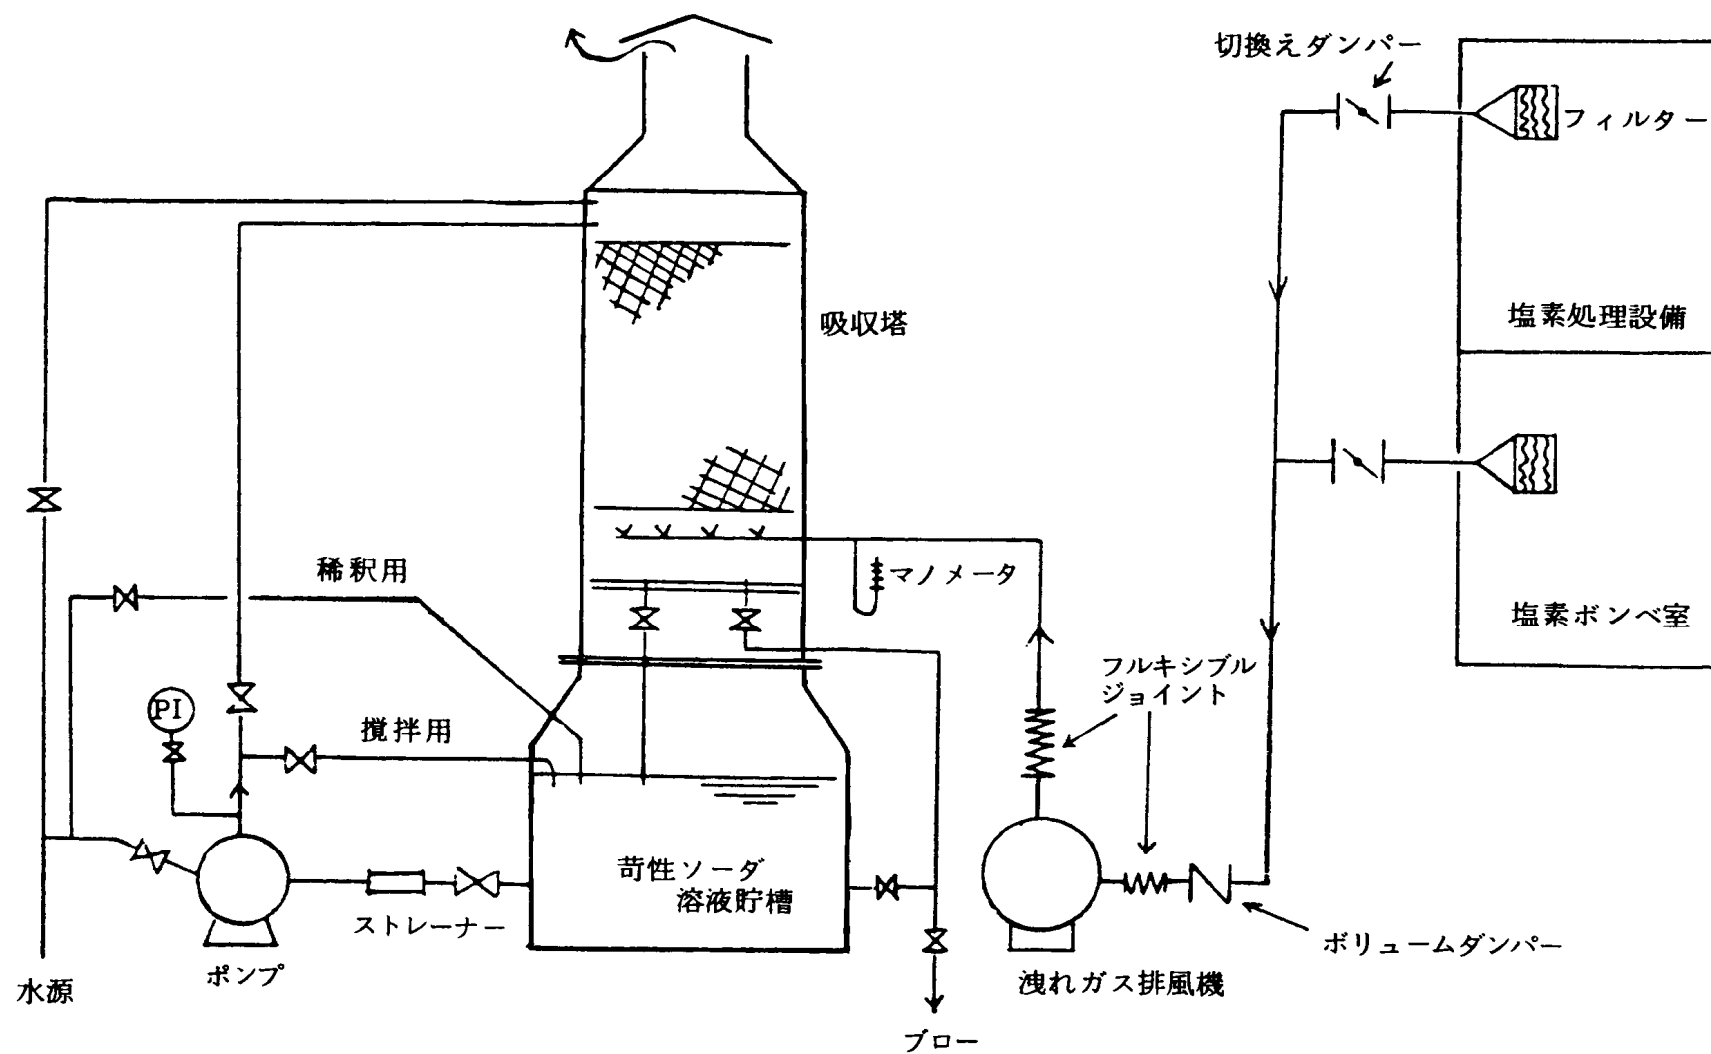 切換えダンパー
フィルター
吸収塔
塩素処理設備
稀釈用
マノメータ
塩素ボンベ室
フルキシブル
ジョイント
PI
攪拌用
苛性ソーダ
溶液貯槽
ストレーナー
ボリュームダンパー
ポンプ
水源
洩れガス排風機
ブロー